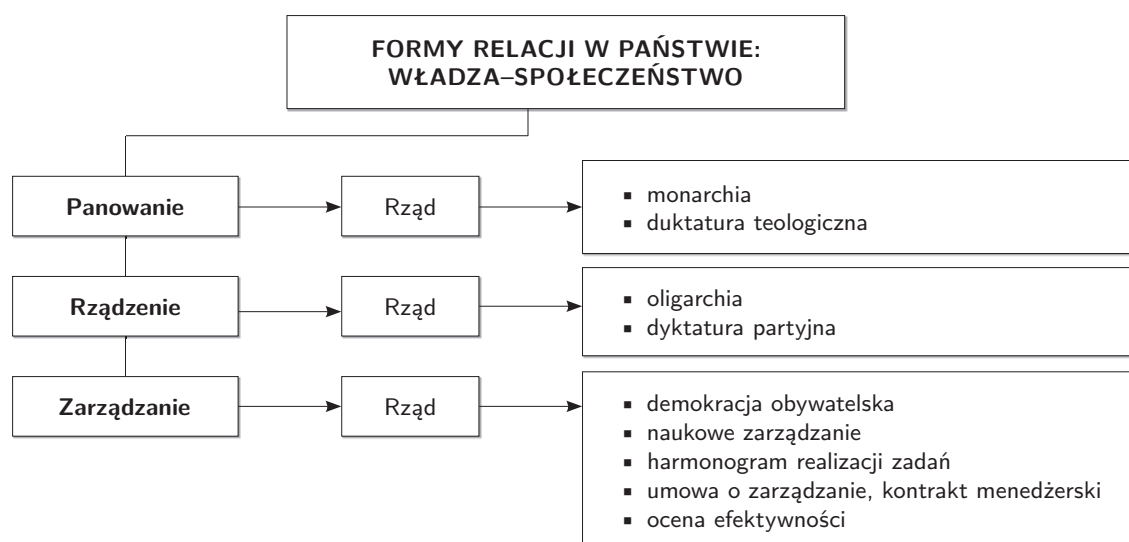 FORMY RELACJI W PAŃSTWIE:
WŁADZA–SPOŁECZEŃSTWO
Panowanie
Rząd
▪ monarchia
▪ duktatura teologiczna
Rządzenie
Rząd
▪ oligarchia
▪ dyktatura partyjna
Zarządzanie
Rząd
▪ demokracja obywatelska
▪ naukowe zarządzanie
▪ harmonogram realizacji zadań
▪ umowa o zarządzanie, kontrakt menedżerski
▪ ocena efektywności